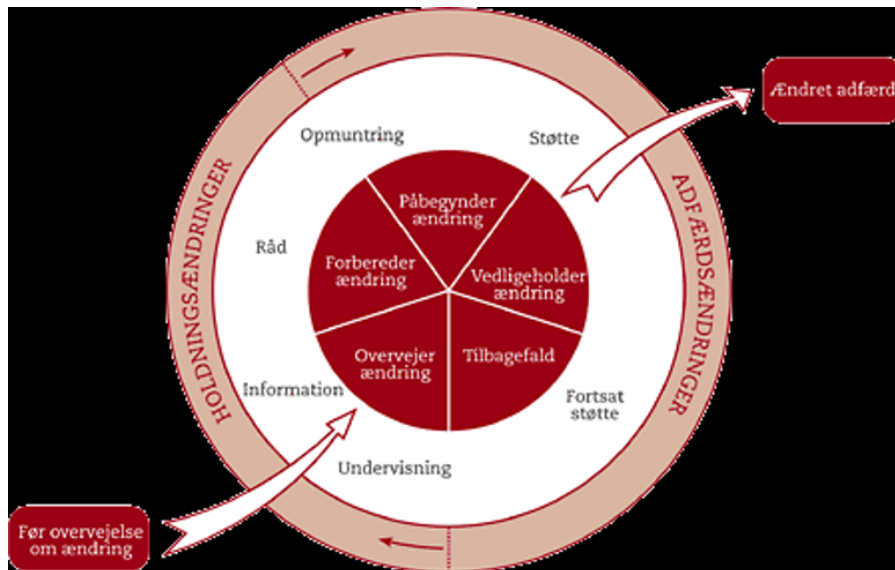 Ændret adfærd
Opmuntring
Støtte
Påbegynder
ændring
HOLDNINGSÆNDRINGER
ADFÆRDSÆNDRINGER
Råd
Forbereder
ændring
Vedligeholder
ændring
Overvejer
ændring
Tilbagefald
Information
Fortsat
støtte
Undervisning
Før overvejelse
om ændring